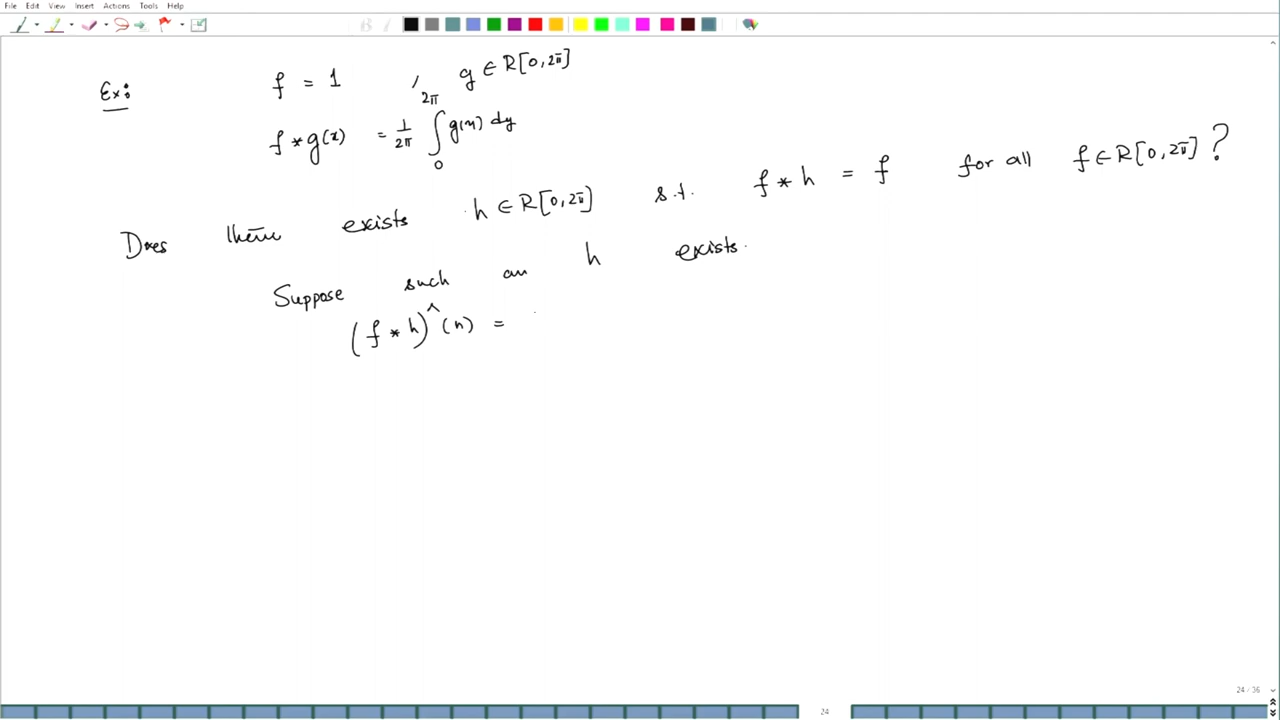 File Edit View Insert Actions Tools Help
Ex: f = 1 , g ∈ R[0, 2π]
f * g(x) = 1/2π ∫₀^2π g(y) dy
Does there exists h ∈ R[0, 2π] s.t. f * h = f for all f ∈ R[0, 2π] ?
Suppose such an h exists.
(f * h)^(n) =
24 / 36
24